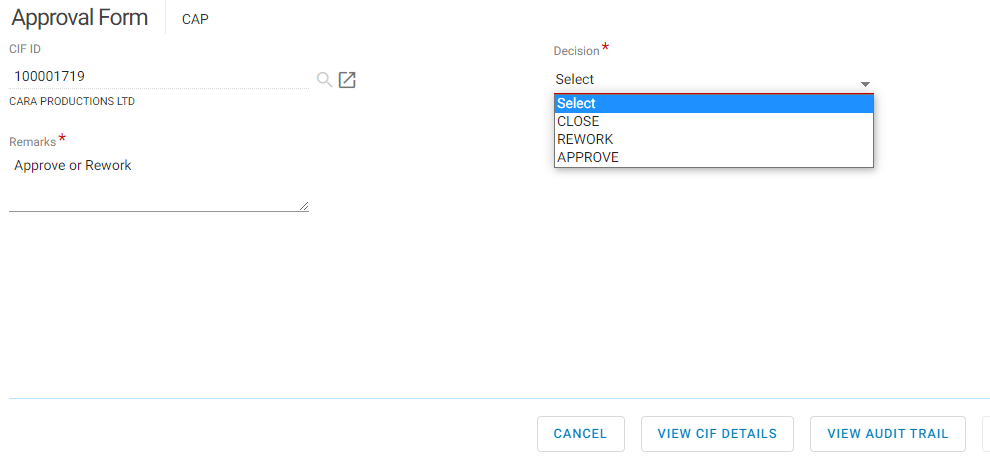 Approval Form CAP
CIF ID
100001719
CARA PRODUCTIONS LTD
Remarks*
Approve or Rework
Decision*
Select
Select
CLOSE
REWORK
APPROVE
CANCEL VIEW CIF DETAILS VIEW AUDIT TRAIL